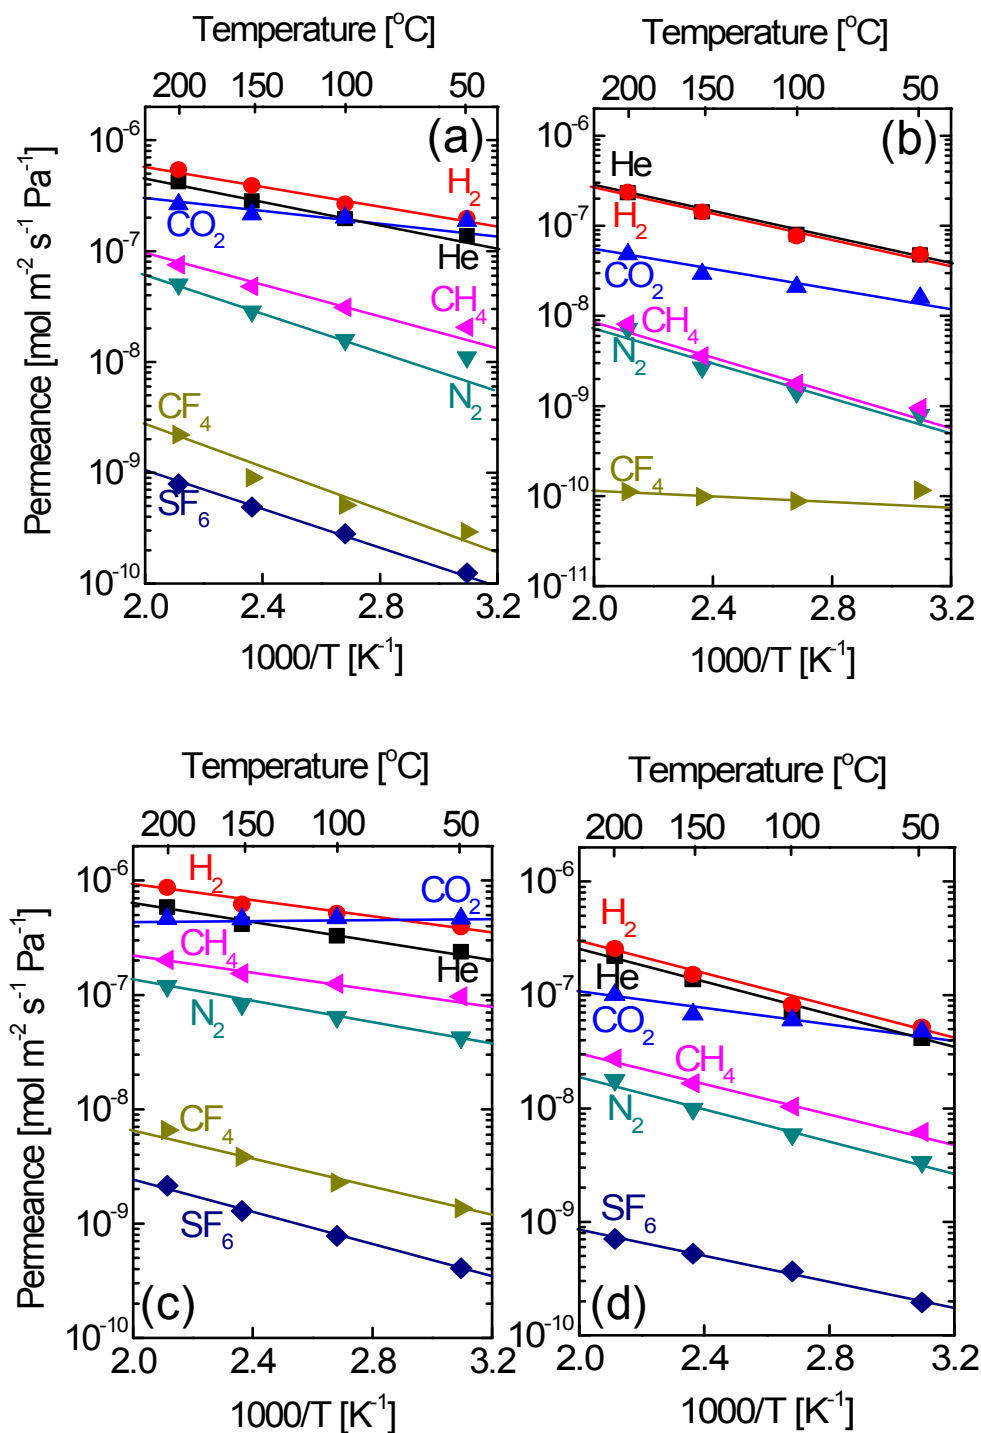 Temperature [°C]
200 150 100 50
10⁻⁶
10⁻⁷
10⁻⁸
10⁻⁹
10⁻¹⁰
Permeance [mol m⁻² s⁻¹ Pa⁻¹]
(a)
H₂
CO₂
He
CH₄
N₂
CF₄
SF₆
2.0 2.4 2.8 3.2
1000/T [K⁻¹]
Temperature [°C]
200 150 100 50
10⁻⁶
10⁻⁷
10⁻⁸
10⁻⁹
10⁻¹⁰
10⁻¹¹
(b)
He
H₂
CO₂
CH₄
N₂
CF₄
2.0 2.4 2.8 3.2
1000/T [K⁻¹]
Temperature [°C]
200 150 100 50
10⁻⁶
10⁻⁷
10⁻⁸
10⁻⁹
10⁻¹⁰
Permeance [mol m⁻² s⁻¹ Pa⁻¹]
H₂
CO₂
CH₄
He
N₂
CF₄
SF₆
(c)
2.0 2.4 2.8 3.2
1000/T [K⁻¹]
Temperature [°C]
200 150 100 50
10⁻⁶
10⁻⁷
10⁻⁸
10⁻⁹
10⁻¹⁰
H₂
He
CO₂
CH₄
N₂
SF₆
(d)
2.0 2.4 2.8 3.2
1000/T [K⁻¹]